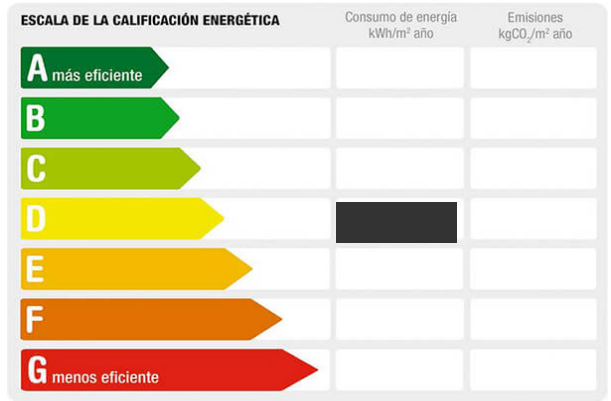 ESCALA DE LA CALIFICACIÓN ENERGÉTICA
Consumo de energía
kWh/m² año
Emisiones
kgCO₂/m² año
A más eficiente
B
C
D
E
F
G menos eficiente